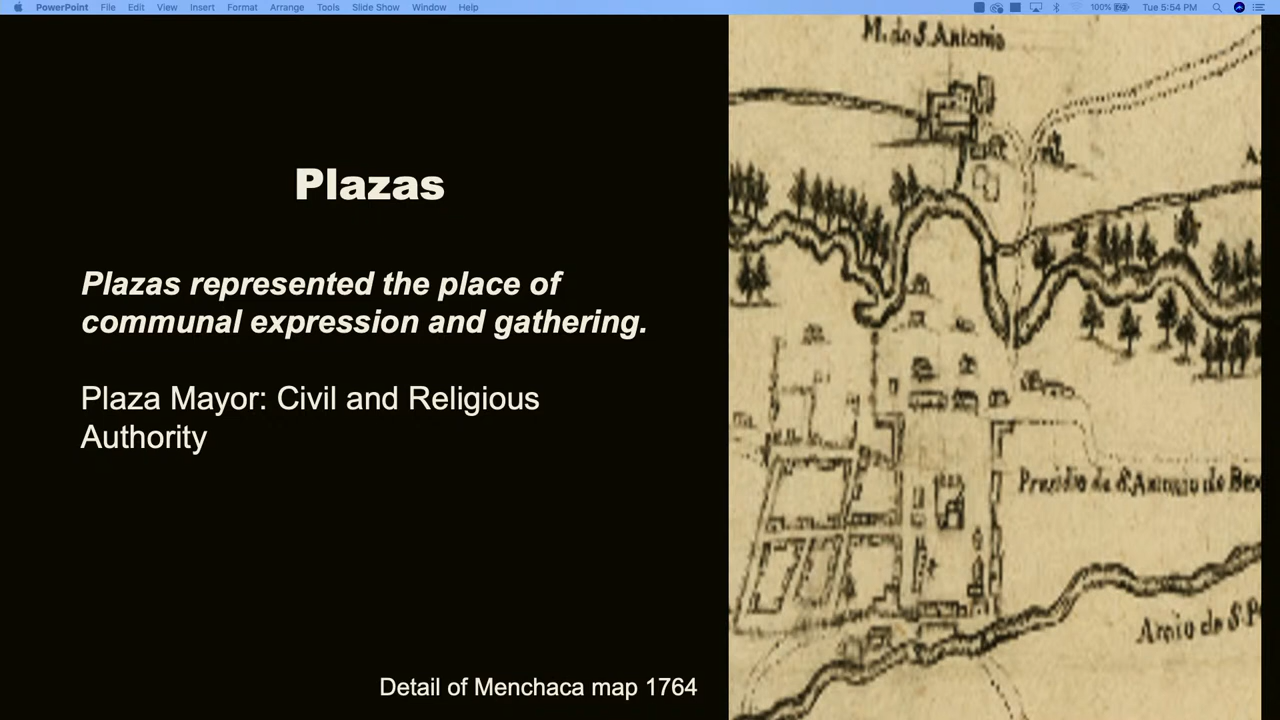 PowerPoint File Edit View Insert Format Arrange Tools Slide Show Window Help 100% Tue 5:54 PM
M. de S. Antonio
Plazas
Plazas represented the place of
communal expression and gathering.
Plaza Mayor: Civil and Religious
Authority
Presidio de S. Antonio de Bex
Aroio de S. P
Detail of Menchaca map 1764